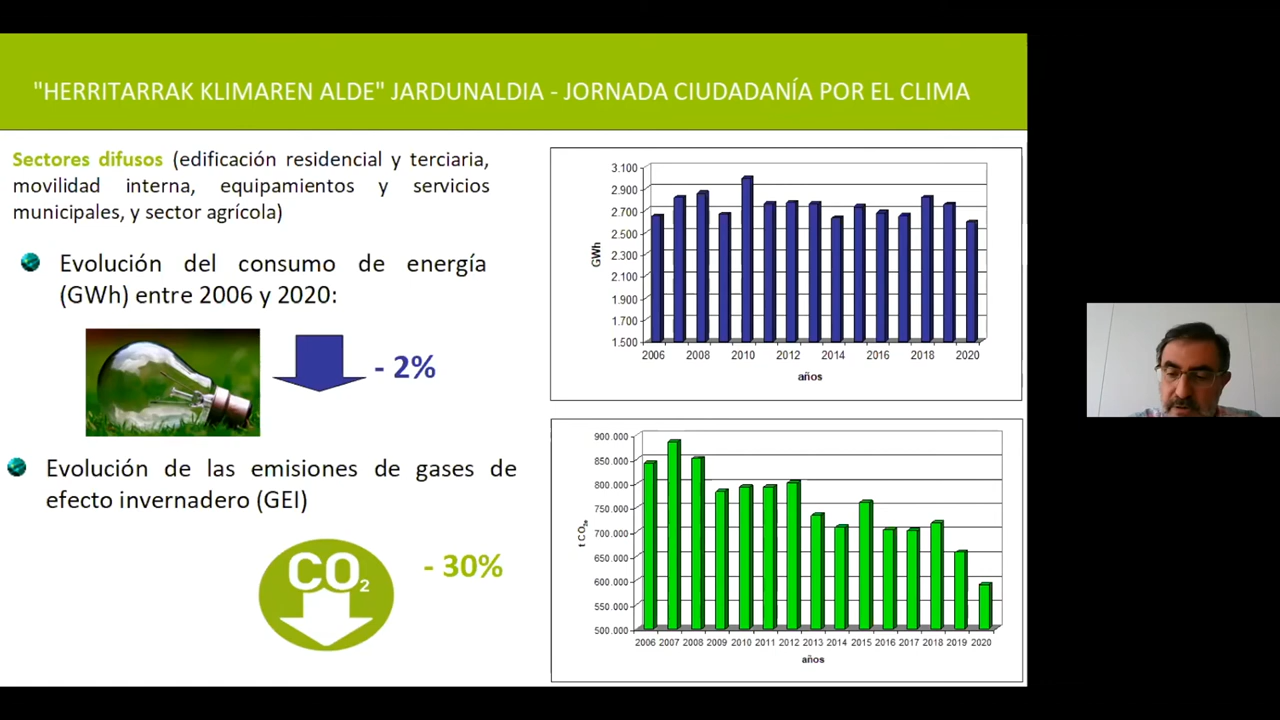 "HERRITARRAK KLIMAREN ALDE" JARDUNALDIA - JORNADA CIUDADANÍA POR EL CLIMA
Sectores difusos (edificación residencial y terciaria,
movilidad interna, equipamientos y servicios
municipales, y sector agrícola)
Evolución del consumo de energía
(GWh) entre 2006 y 2020:
- 2%
Evolución de las emisiones de gases de
efecto invernadero (GEI)
CO2
- 30%
3.100
2.900
2.700
2.500
2.300
2.100
1.900
1.700
1.500
GWh
2006 2008 2010 2012 2014 2016 2018 2020
años
900.000
850.000
800.000
750.000
700.000
650.000
600.000
550.000
500.000
t CO2e
2006 2007 2008 2009 2010 2011 2012 2013 2014 2015 2016 2017 2018 2019 2020
años